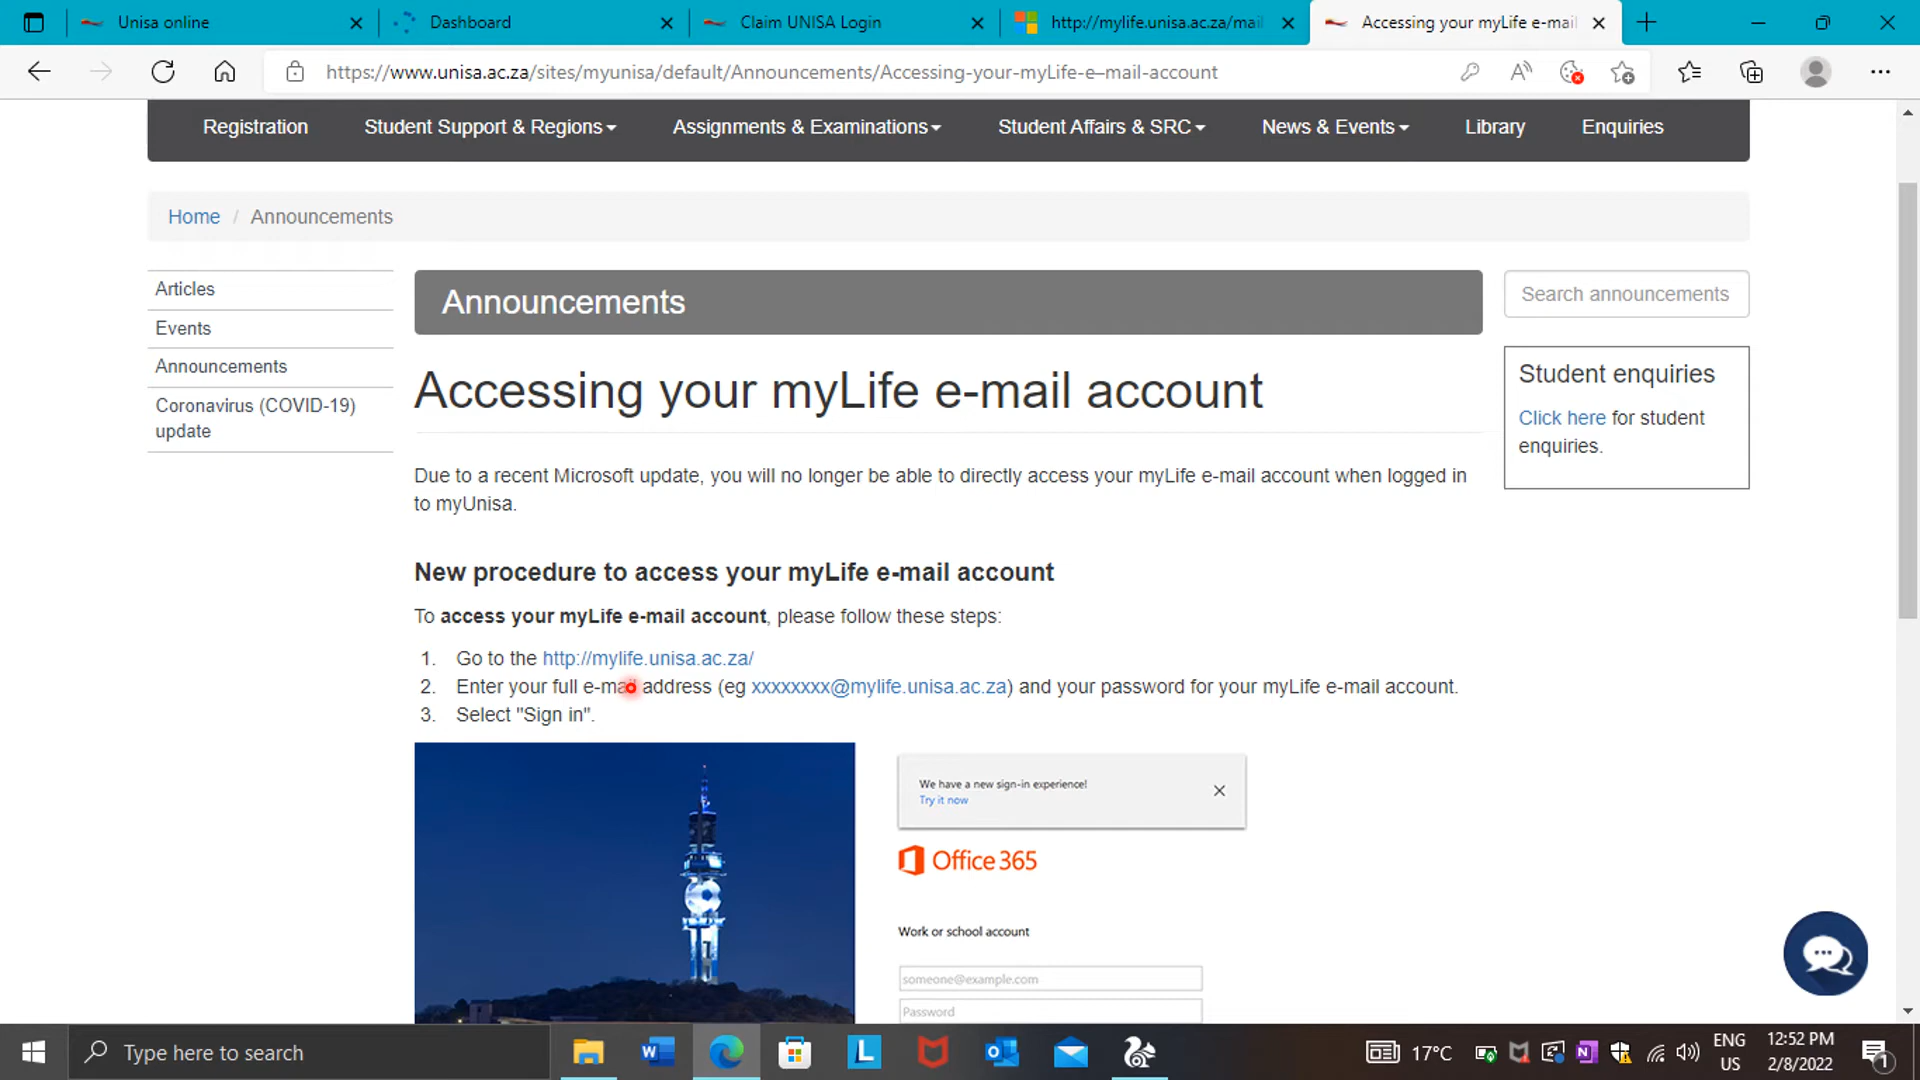 Unisa online
Dashboard
Claim UNISA Login
http://mylife.unisa.ac.za/mail
Accessing your myLife e-mail
https://www.unisa.ac.za/sites/myunisa/default/Announcements/Accessing-your-myLife-e–mail-account
Registration
Student Support & Regions
Assignments & Examinations
Student Affairs & SRC
News & Events
Library
Enquiries
Home / Announcements
Articles
Events
Announcements
Coronavirus (COVID-19)
update
Announcements
Search announcements
Student enquiries
Click here for student
enquiries.
Accessing your myLife e-mail account
Due to a recent Microsoft update, you will no longer be able to directly access your myLife e-mail account when logged in
to myUnisa.
New procedure to access your myLife e-mail account
To access your myLife e-mail account, please follow these steps:
1. Go to the http://mylife.unisa.ac.za/
2. Enter your full e-mail address (eg xxxxxxxx@mylife.unisa.ac.za) and your password for your myLife e-mail account.
3. Select "Sign in".
We have a new sign-in experience!
Try it now
Office 365
Work or school account
someone@example.com
Password
Type here to search
17°C
ENG
US
12:52 PM
2/8/2022
1